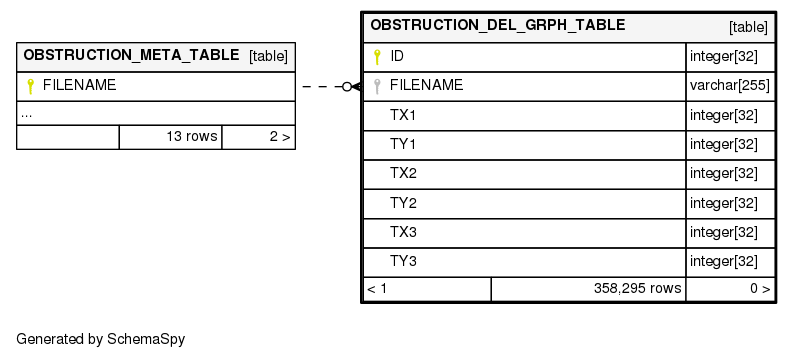 OBSTRUCTION_META_TABLE [table]
FILENAME
...
13 rows 2 >
OBSTRUCTION_DEL_GRPH_TABLE [table]
ID integer[32]
FILENAME varchar[255]
TX1 integer[32]
TY1 integer[32]
TX2 integer[32]
TY2 integer[32]
TX3 integer[32]
TY3 integer[32]
< 1 358,295 rows 0 >
Generated by SchemaSpy